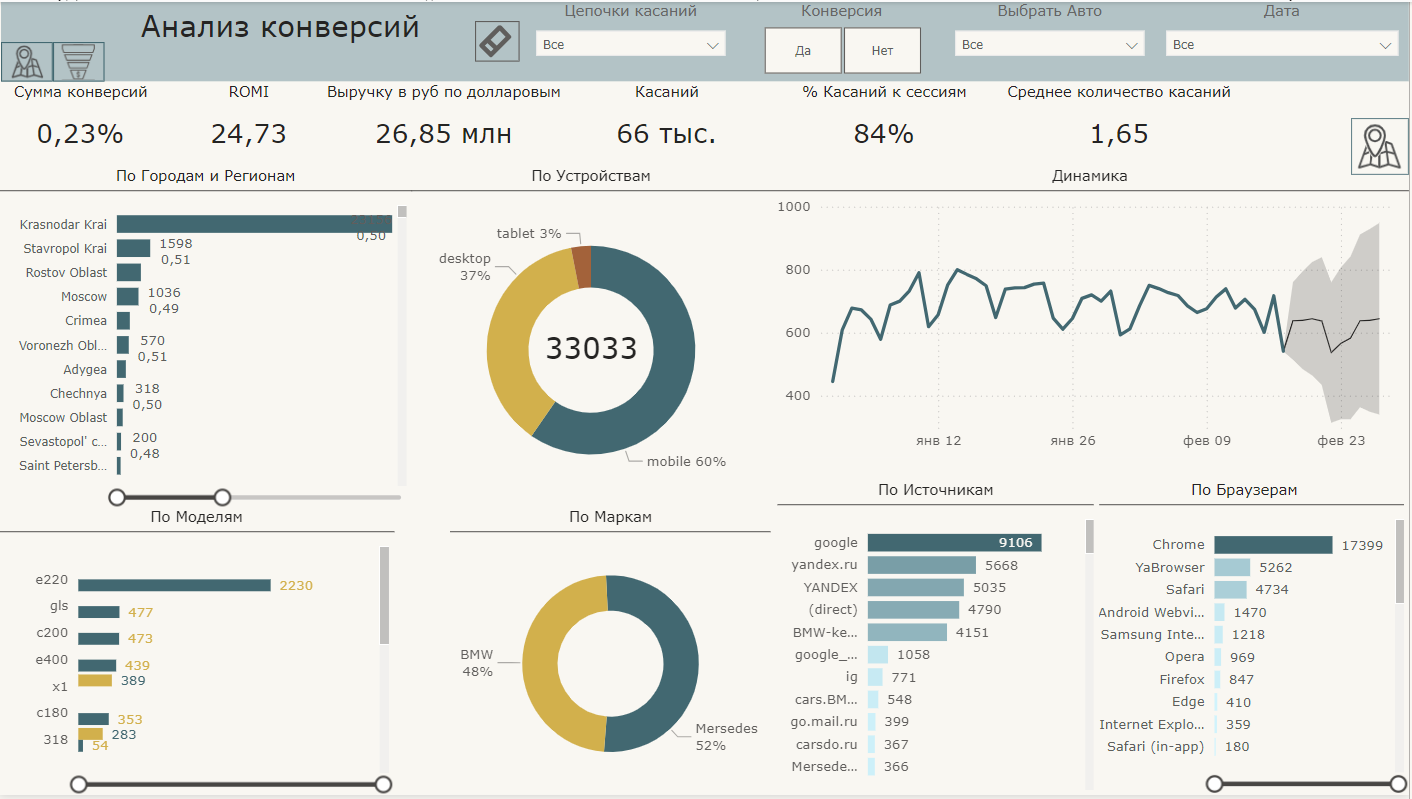 Цепочки касаний
Конверсия
Выбрать Авто
Дата
Анализ конверсий
Все
Да
Нет
Все
Все
Сумма конверсий
ROMI
Выручку в руб по долларовым
Касаний
% Касаний к сессиям
Среднее количество касаний
0,23%
24,73
26,85 млн
66 тыс.
84%
1,65
По Городам и Регионам
Krasnodar Krai
0,50
Stavropol Krai
1598
0,51
Rostov Oblast
Moscow
1036
0,49
Crimea
Voronezh Obl...
570
0,51
Adygea
Chechnya
318
0,50
Moscow Oblast
Sevastopol' c...
200
0,48
Saint Petersb...
По Устройствам
tablet 3%
desktop
37%
33033
mobile 60%
Динамика
1000
800
600
400
янв 12
янв 26
фев 09
фев 23
По Моделям
e220
2230
gls
477
c200
473
e400
439
389
x1
c180
353
283
318
54
По Маркам
BMW
48%
Mersedes
52%
По Источникам
google
9106
yandex.ru
5668
YANDEX
5035
(direct)
4790
BMW-ke...
4151
google_...
1058
ig
771
cars.BM...
548
go.mail.ru
399
carsdo.ru
367
Mersede...
366
По Браузерам
Chrome
17399
YaBrowser
5262
Safari
4734
Android Webvi...
1470
Samsung Inte...
1218
Opera
969
Firefox
847
Edge
410
Internet Explo...
359
Safari (in-app)
180